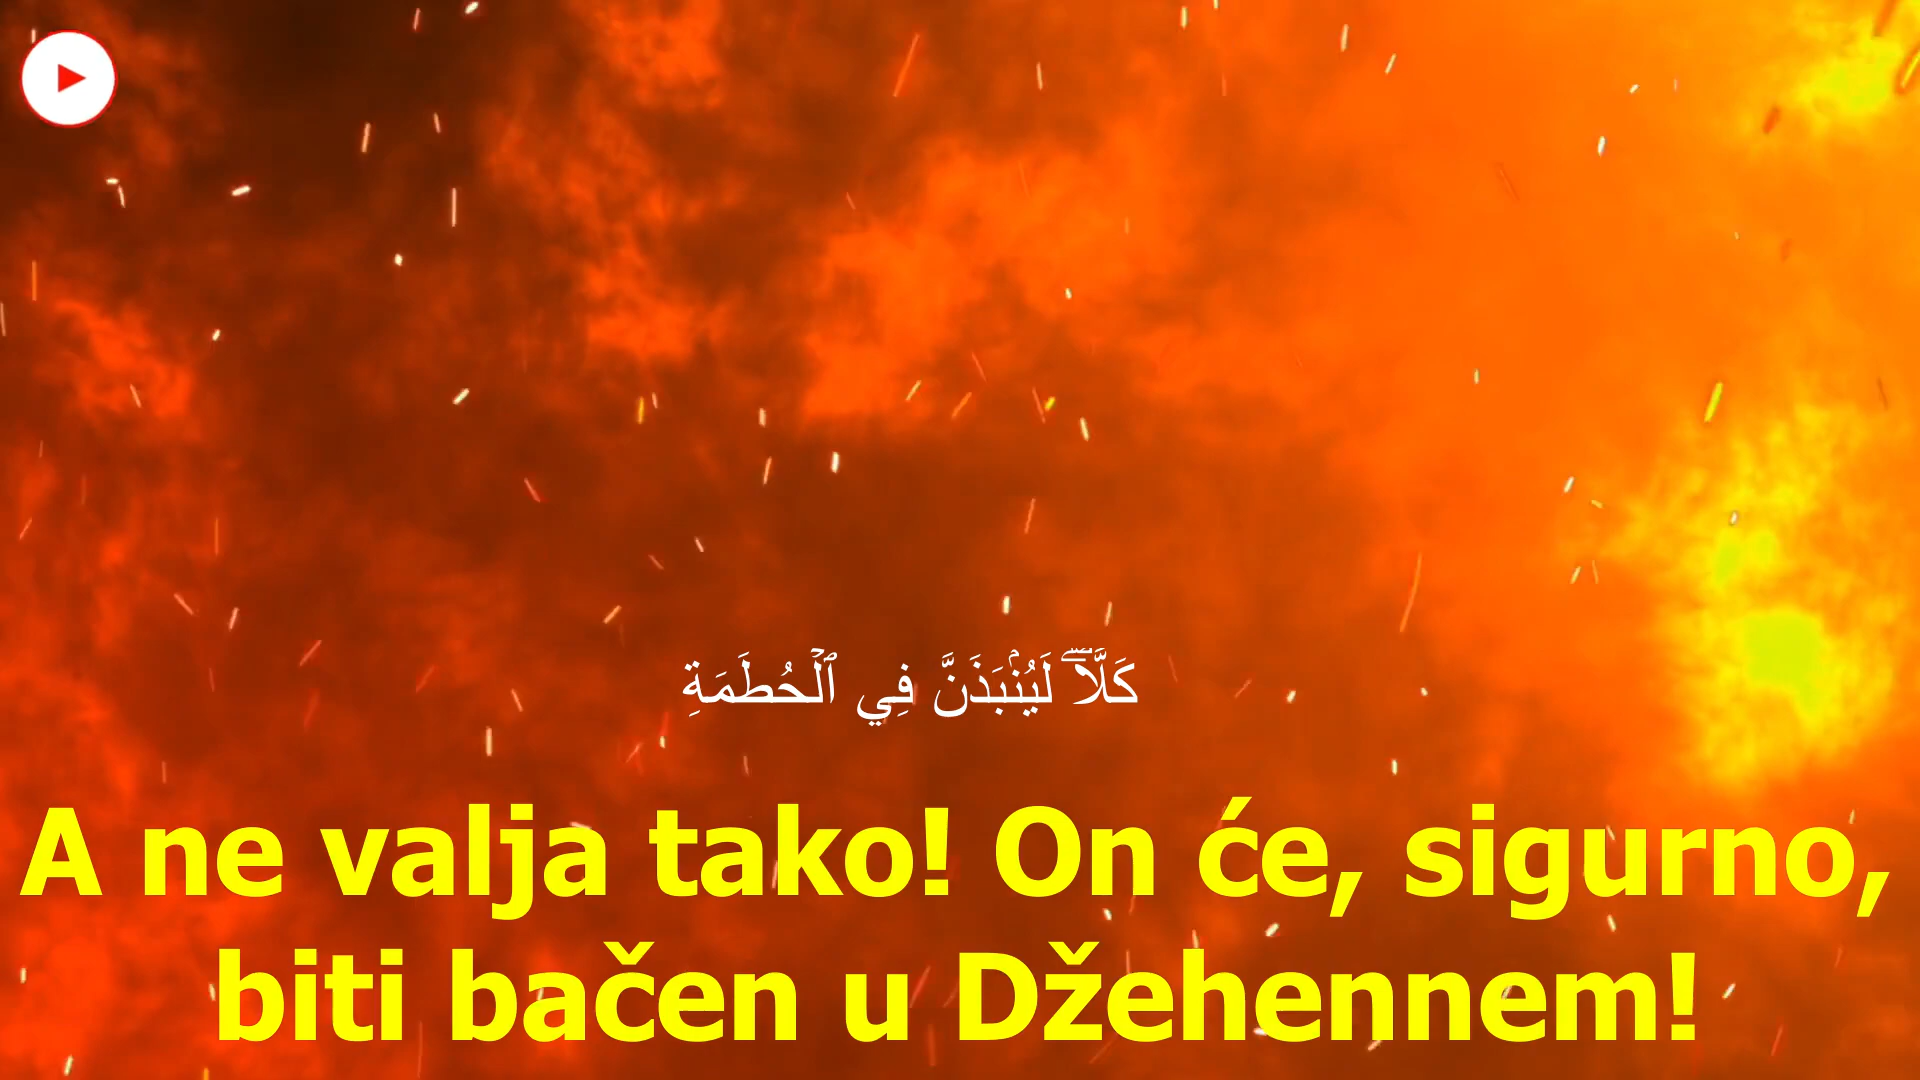 كَلَّاۖ لَيُنۢبَذَنَّ فِي ٱلۡحُطَمَةِ
A ne valja tako! On će, sigurno,
biti bačen u Džehennem!